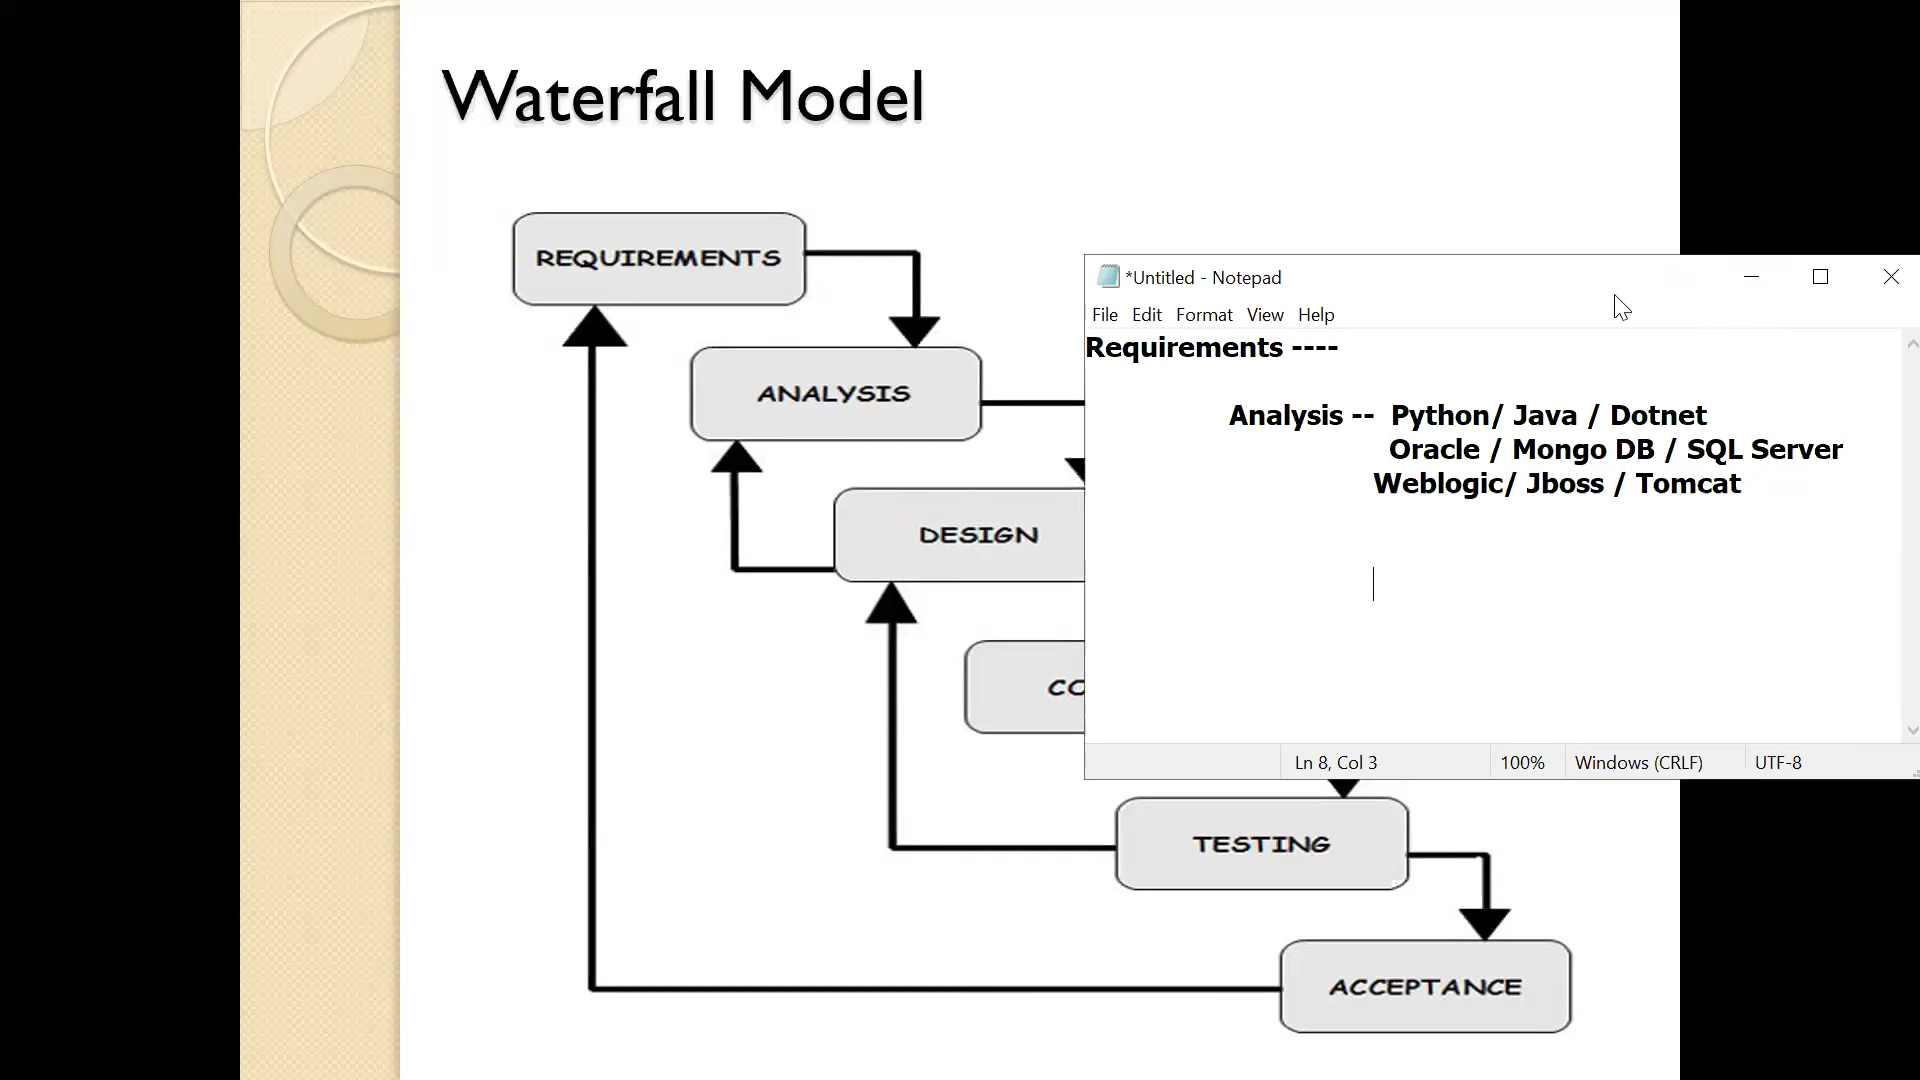 Waterfall Model
REQUIREMENTS
*Untitled - Notepad
File Edit Format View Help
Requirements ----
ANALYSIS
Analysis -- Python/ Java / Dotnet
Oracle / Mongo DB / SQL Server
Weblogic/ Jboss / Tomcat
DESIGN
Ln 8, Col 3 100% Windows (CRLF) UTF-8
TESTING
ACCEPTANCE